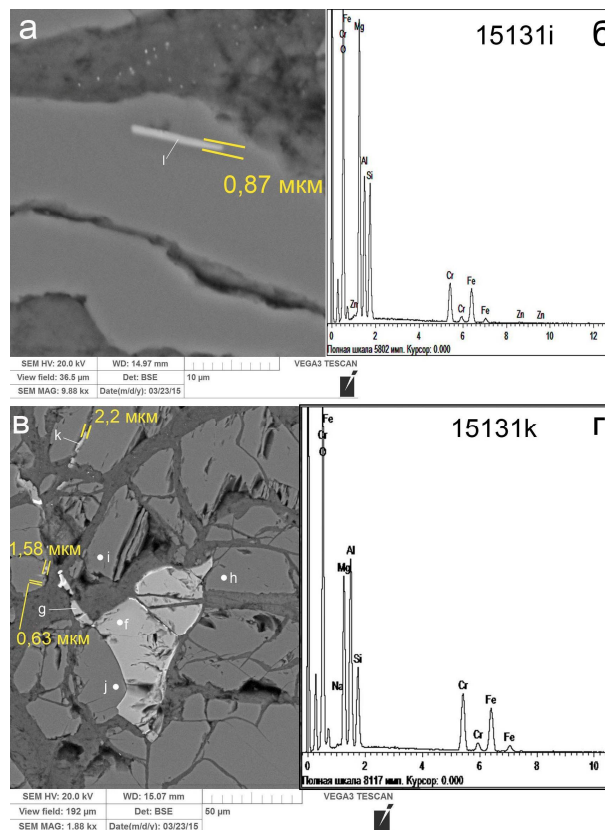 а
l
0,87 мкм
SEM HV: 20.0 kV
WD: 14.97 mm
VEGA3 TESCAN
View field: 36.5 µm
Det: BSE
10 µm
SEM MAG: 9.88 kx
Date(m/d/y): 03/23/15
15131i
б
Fe
Cr
O
Mg
Al
Si
Zn
Cr
Cr
Fe
Fe
Zn
Zn
0 2 4 6 8 10 12
Полная шкала 5802 имп. Курсор: 0.000
в
2,2 мкм
k
1,58 мкм
i
h
g
f
0,63 мкм
j
SEM HV: 20.0 kV
WD: 15.07 mm
VEGA3 TESCAN
View field: 192 µm
Det: BSE
50 µm
SEM MAG: 1.88 kx
Date(m/d/y): 03/23/15
15131k
г
Fe
Cr
O
Al
Mg
Si
Na
Cr
Cr
Fe
Fe
0 2 4 6 8 10
Полная шкала 8117 имп. Курсор: 0.000